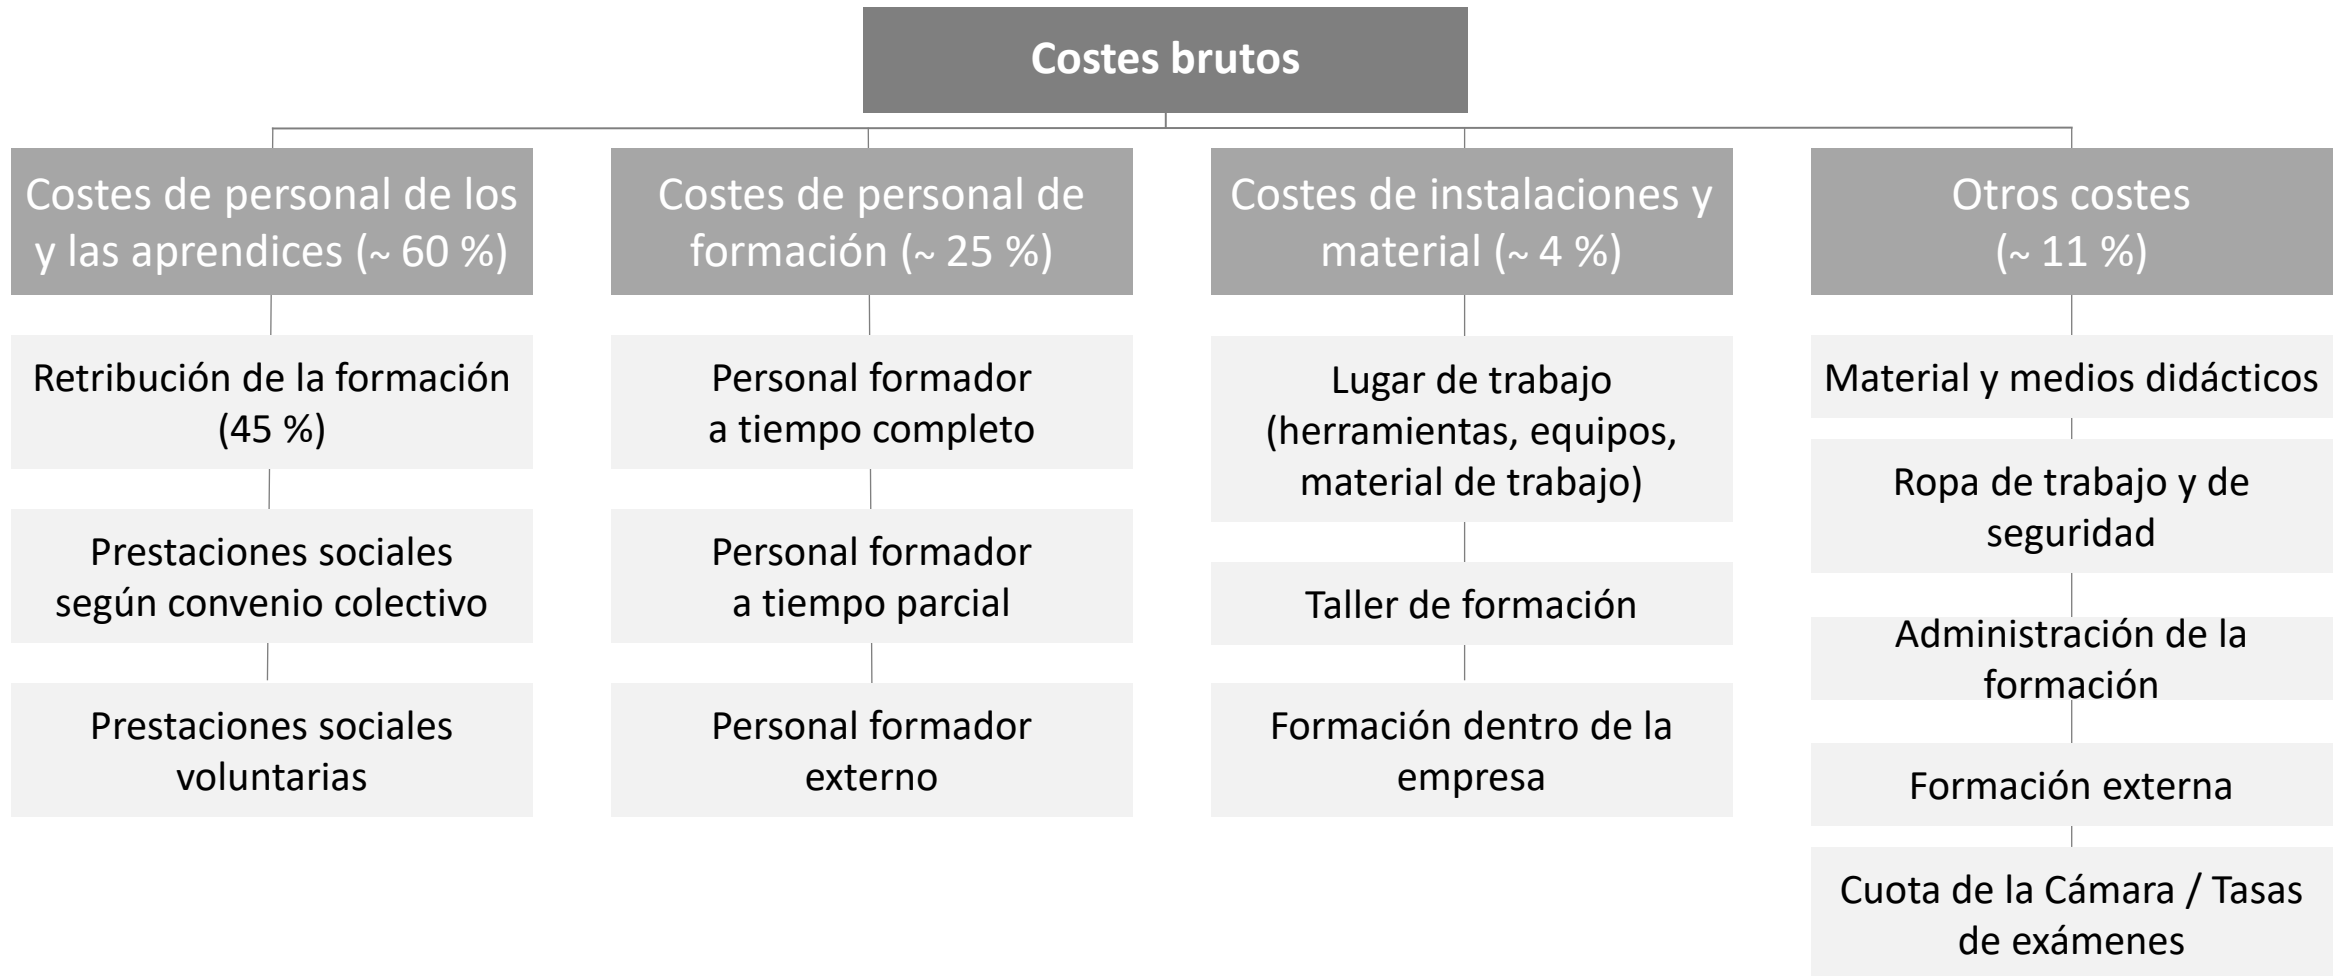 Costes brutos
Costes de personal de los
y las aprendices (~ 60 %)
Retribución de la formación
(45 %)
Prestaciones sociales
según convenio colectivo
Prestaciones sociales
voluntarias
Costes de personal de
formación (~ 25 %)
Personal formador
a tiempo completo
Personal formador
a tiempo parcial
Personal formador
externo
Costes de instalaciones y
material (~ 4 %)
Lugar de trabajo
(herramientas, equipos,
material de trabajo)
Taller de formación
Formación dentro de la
empresa
Otros costes
(~ 11 %)
Material y medios didácticos
Ropa de trabajo y de
seguridad
Administración de la
formación
Formación externa
Cuota de la Cámara / Tasas
de exámenes